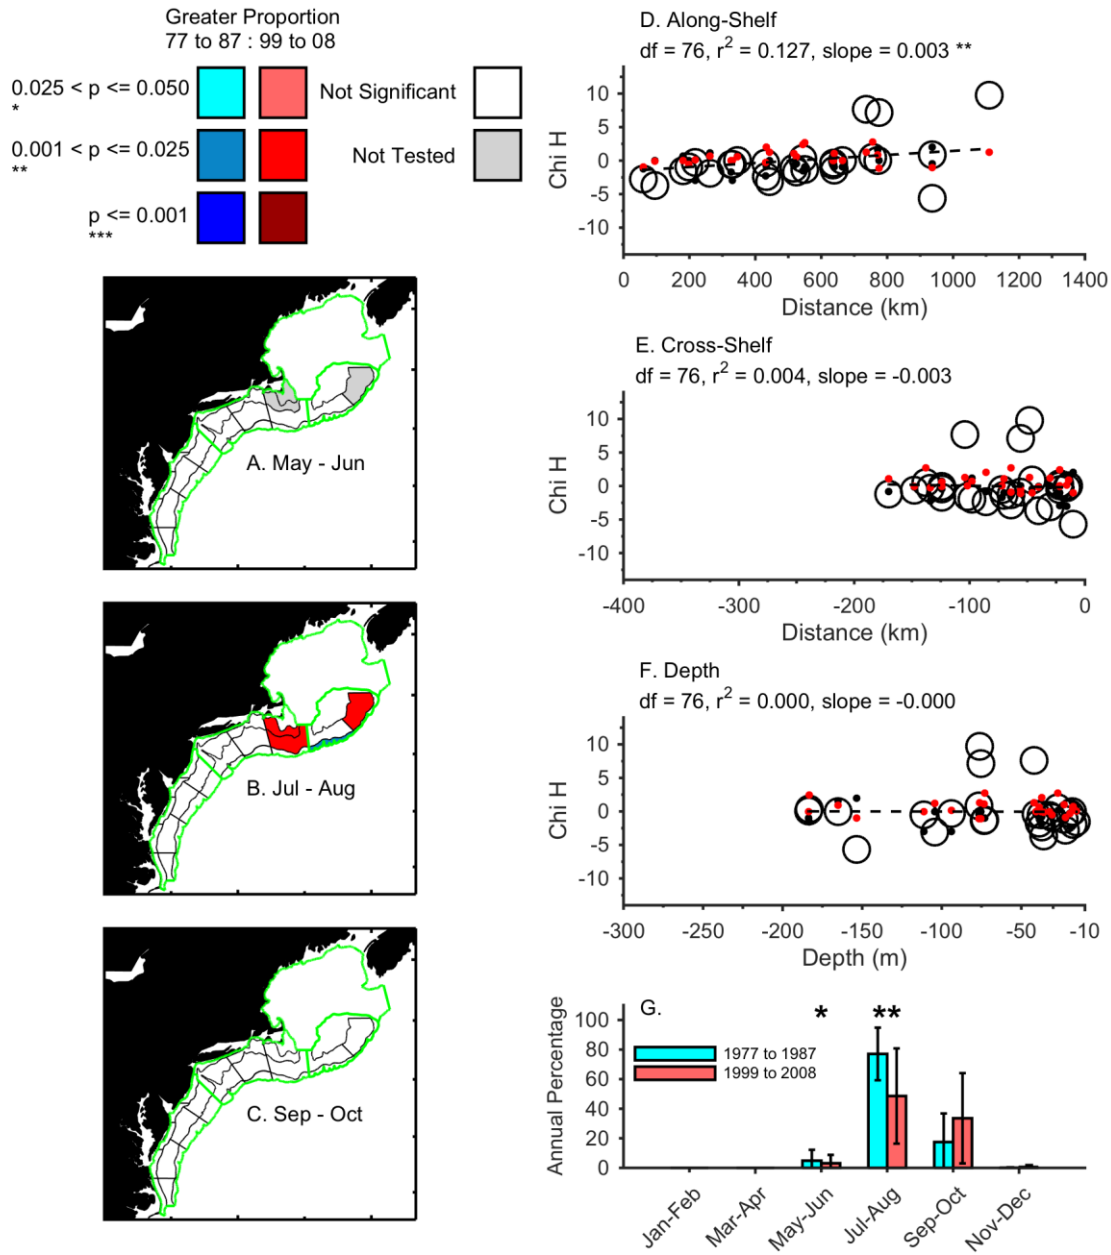 Greater Proportion
77 to 87 : 99 to 08
0.025 < p <= 0.050
*
Not Significant
0.001 < p <= 0.025
**
Not Tested
p <= 0.001
***
A. May - Jun
B. Jul - Aug
C. Sep - Oct
D. Along-Shelf
df = 76, r² = 0.127, slope = 0.003 **
Chi H
10
5
0
-5
-10
0 200 400 600 800 1000 1200 1400
Distance (km)
E. Cross-Shelf
df = 76, r² = 0.004, slope = -0.003
Chi H
10
5
0
-5
-10
-400 -300 -200 -100 0
Distance (km)
F. Depth
df = 76, r² = 0.000, slope = -0.000
Chi H
10
5
0
-5
-10
-300 -250 -200 -150 -100 -50 -10
Depth (m)
G.
* **
Annual Percentage
100
80
60
40
20
0
1977 to 1987
1999 to 2008
Jan-Feb Mar-Apr May-Jun Jul-Aug Sep-Oct Nov-Dec